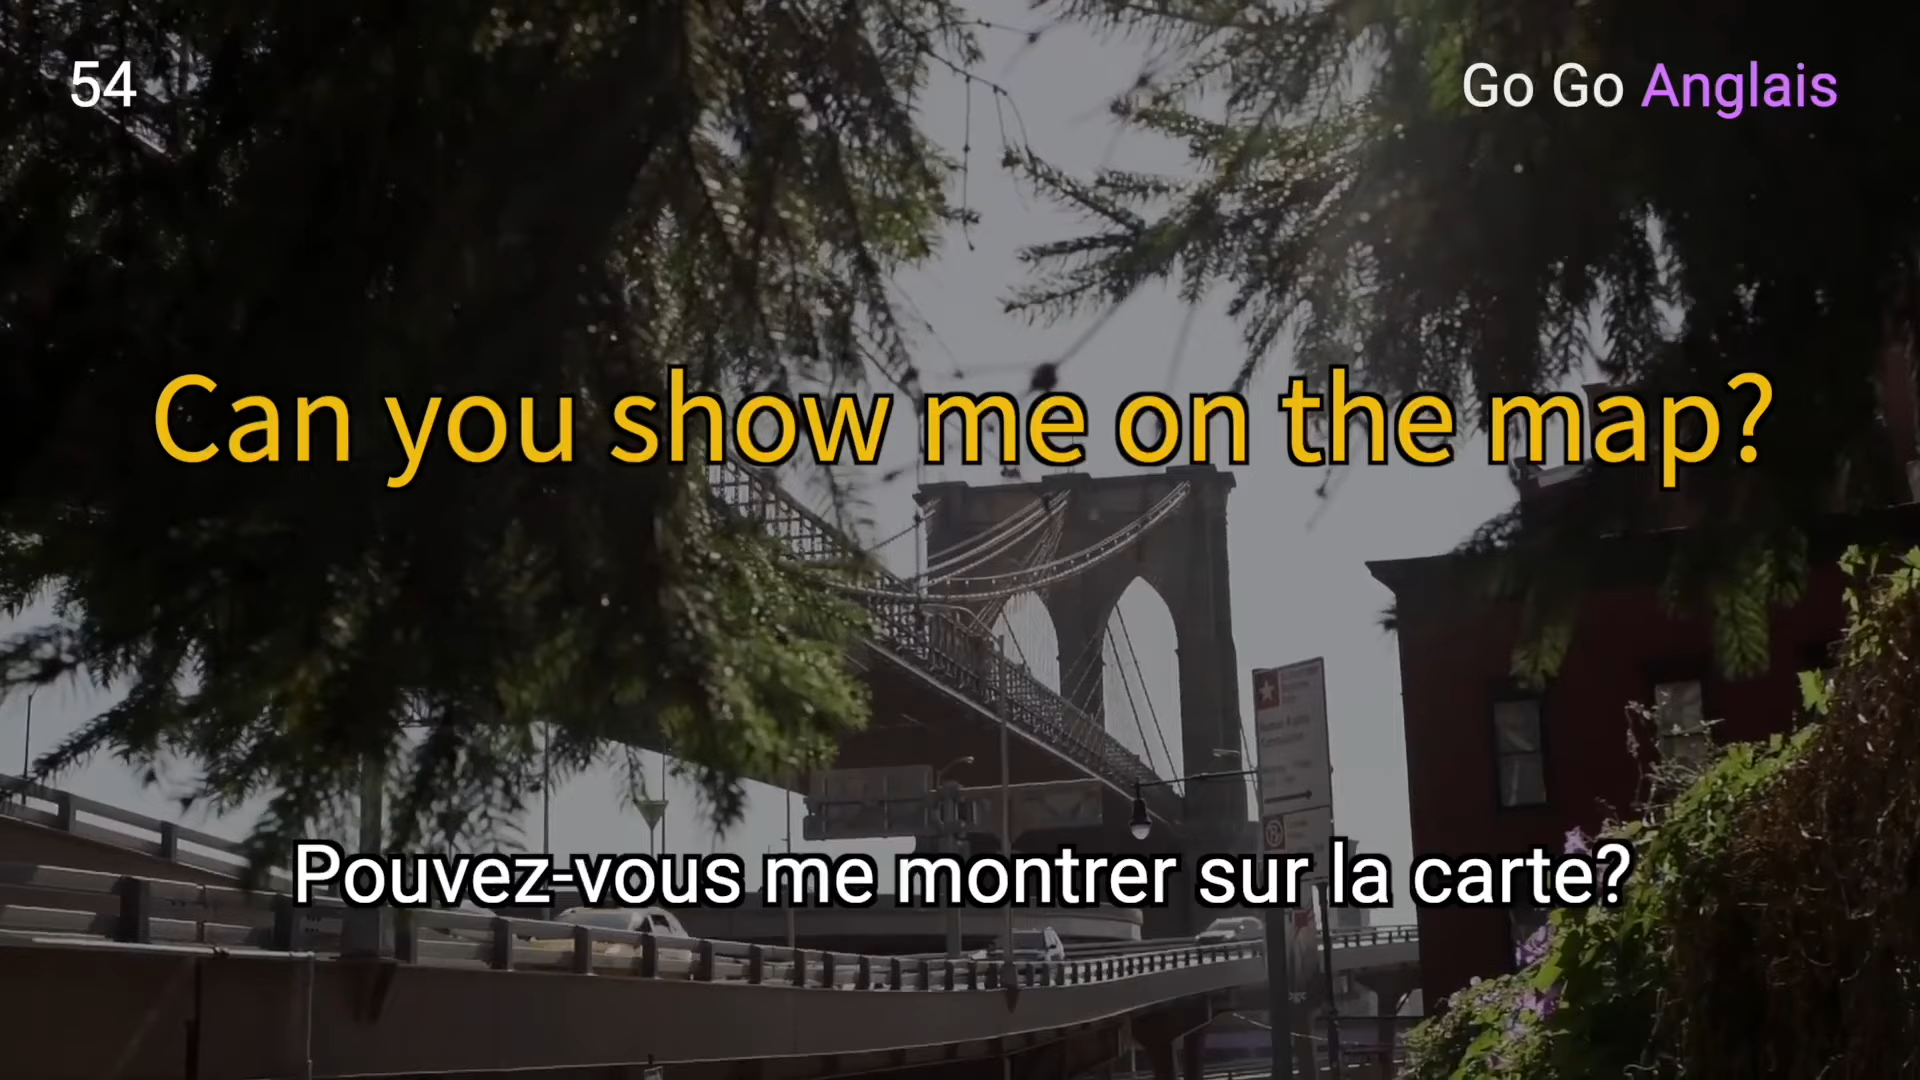 54
Go Go Anglais
Can you show me on the map?
Pouvez-vous me montrer sur la carte?